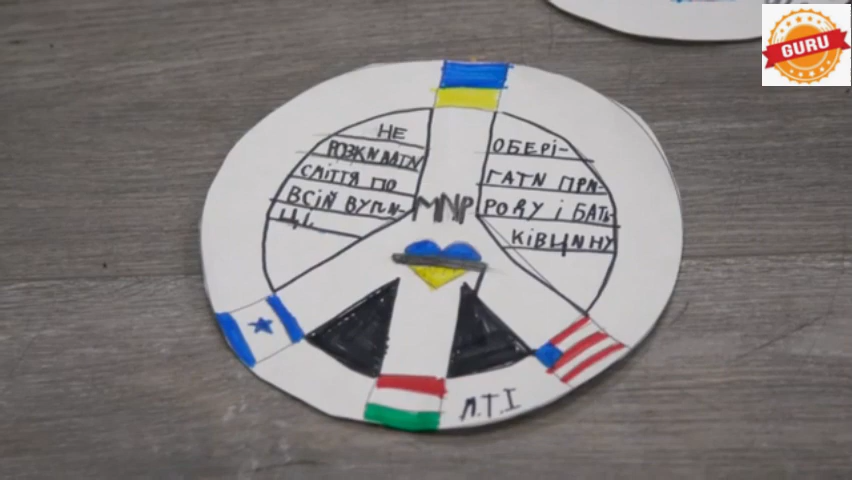 НЕ
РОЗКИДАТИ
СМІТТЯ ПО
ВСІЙ ВУЛИ-
ЦІ.
ОБЕРІ-
ГАТИ ПРИ-
РОДУ І БАТЬ-
КІВЩИНУ
МИР
Л.Т.І
GURU